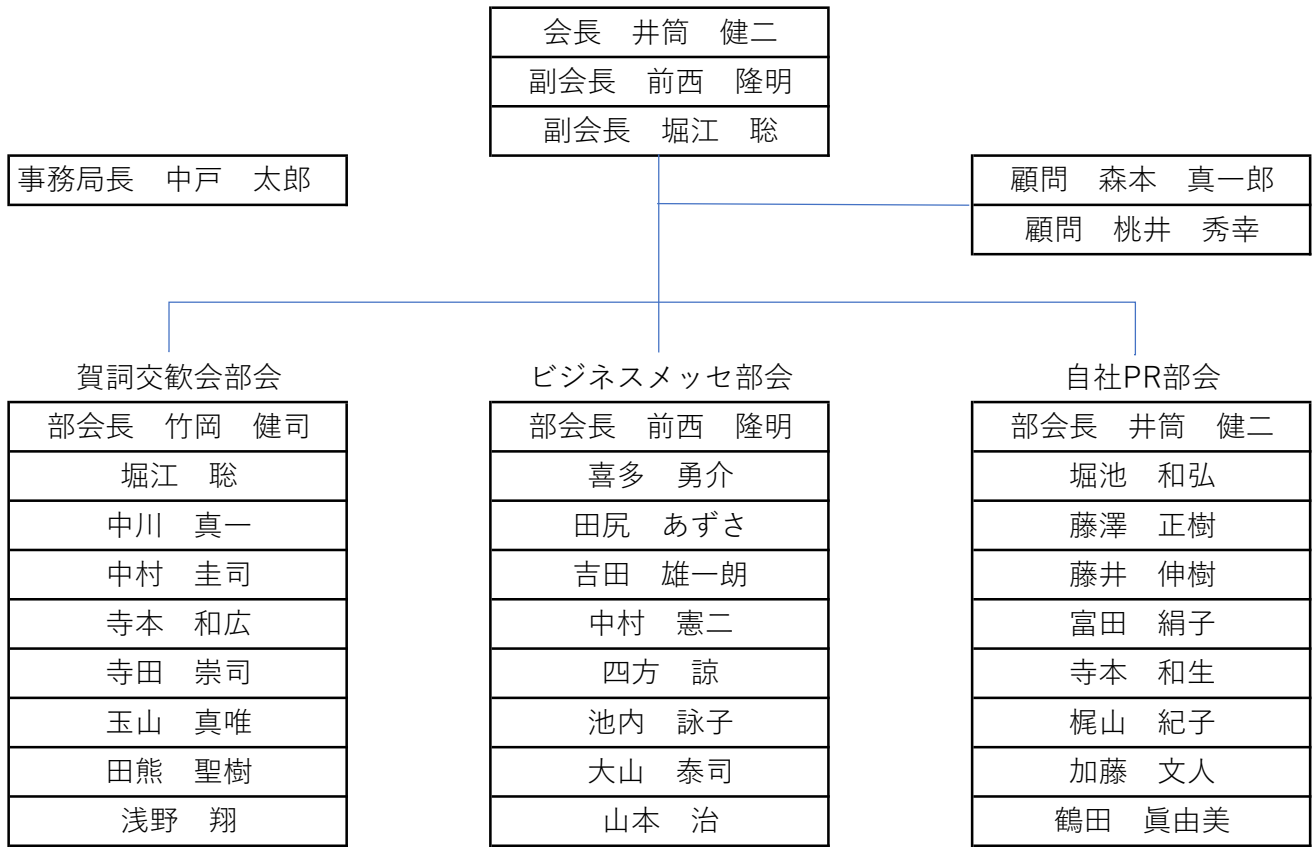 会長　井筒　健二
副会長　前西　隆明
副会長　堀江　聡
事務局長　中戸　太郎
顧問　森本　真一郎
顧問　桃井　秀幸
賀詞交歓会部会
部会長　竹岡　健司
堀江　聡
中川　真一
中村　圭司
寺本　和広
寺田　崇司
玉山　真唯
田熊　聖樹
浅野　翔
ビジネスメッセ部会
部会長　前西　隆明
喜多　勇介
田尻　あずさ
吉田　雄一朗
中村　憲二
四方　諒
池内　詠子
大山　泰司
山本　治
自社PR部会
部会長　井筒　健二
堀池　和弘
藤澤　正樹
藤井　伸樹
富田　絹子
寺本　和生
梶山　紀子
加藤　文人
鶴田　眞由美